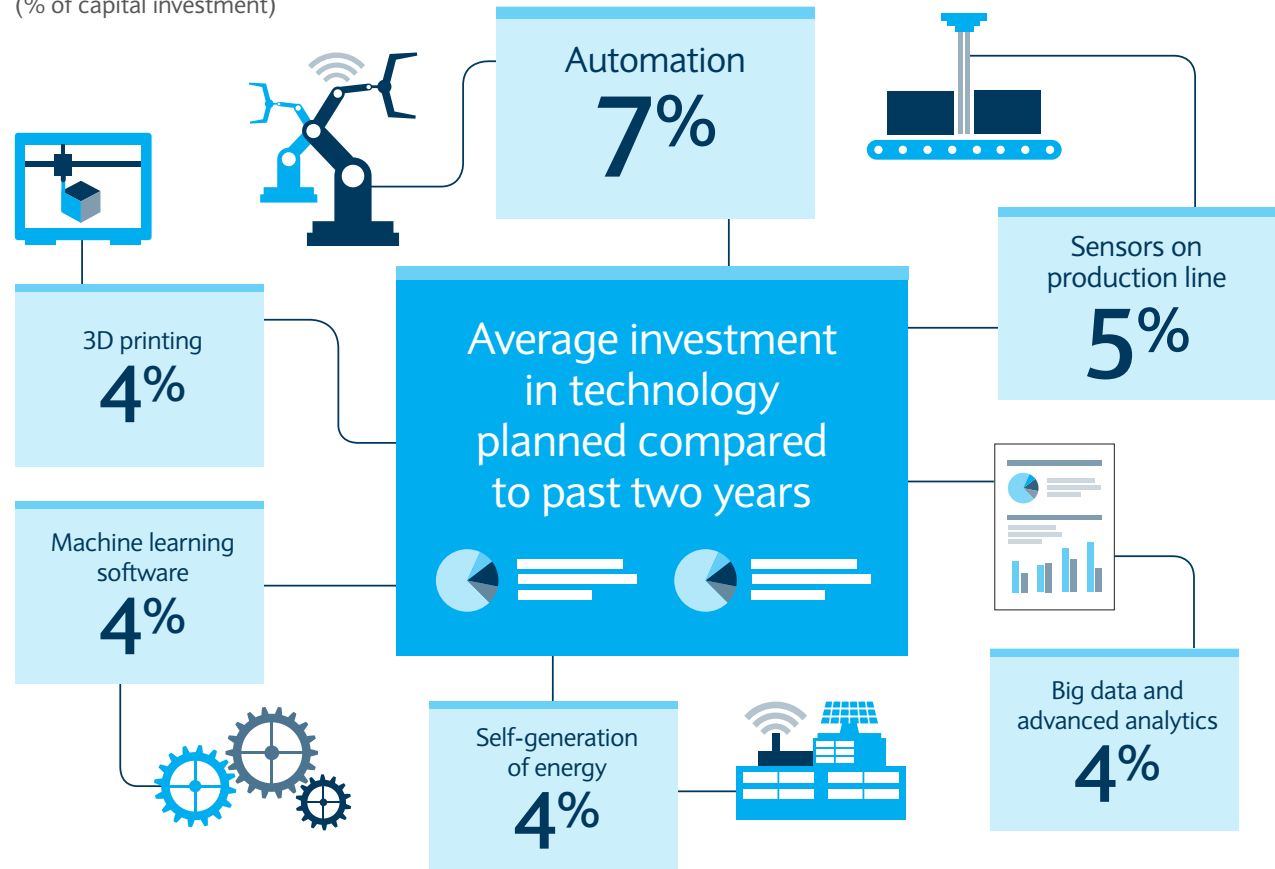 (% of capital investment)
Automation
7%
Sensors on
production line
5%
3D printing
4%
Average investment
in technology
planned compared
to past two years
Machine learning
software
4%
Self-generation
of energy
4%
Big data and
advanced analytics
4%